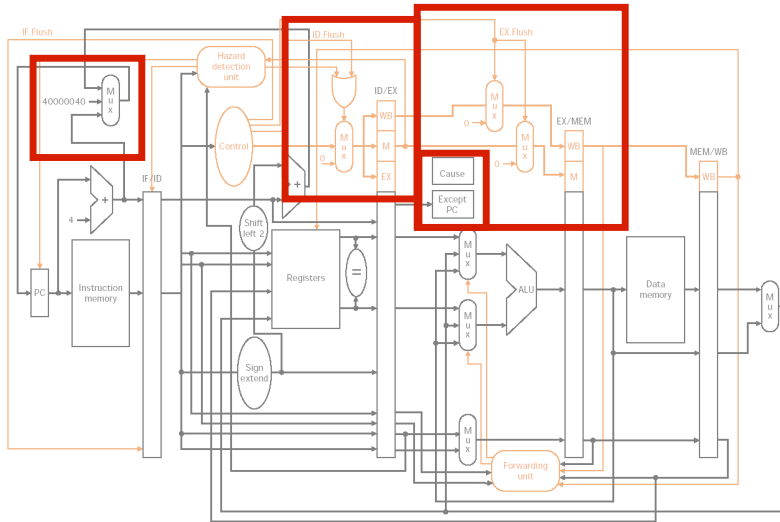 IF.Flush
ID.Flush
EX.Flush
Hazard
detection
unit
ID/EX
M
u
x
40000040
WB
M
u
x
0
EX/MEM
Control
M
u
x
0
M
M
u
x
0
WB
MEM/WB
IF/ID
EX
Cause
M
WB
+
+
Except
PC
4
Shift
left 2
M
u
x
Registers
=
PC
Instruction
memory
ALU
Data
memory
M
u
x
M
u
x
Sign
extend
M
u
x
Forwarding
unit